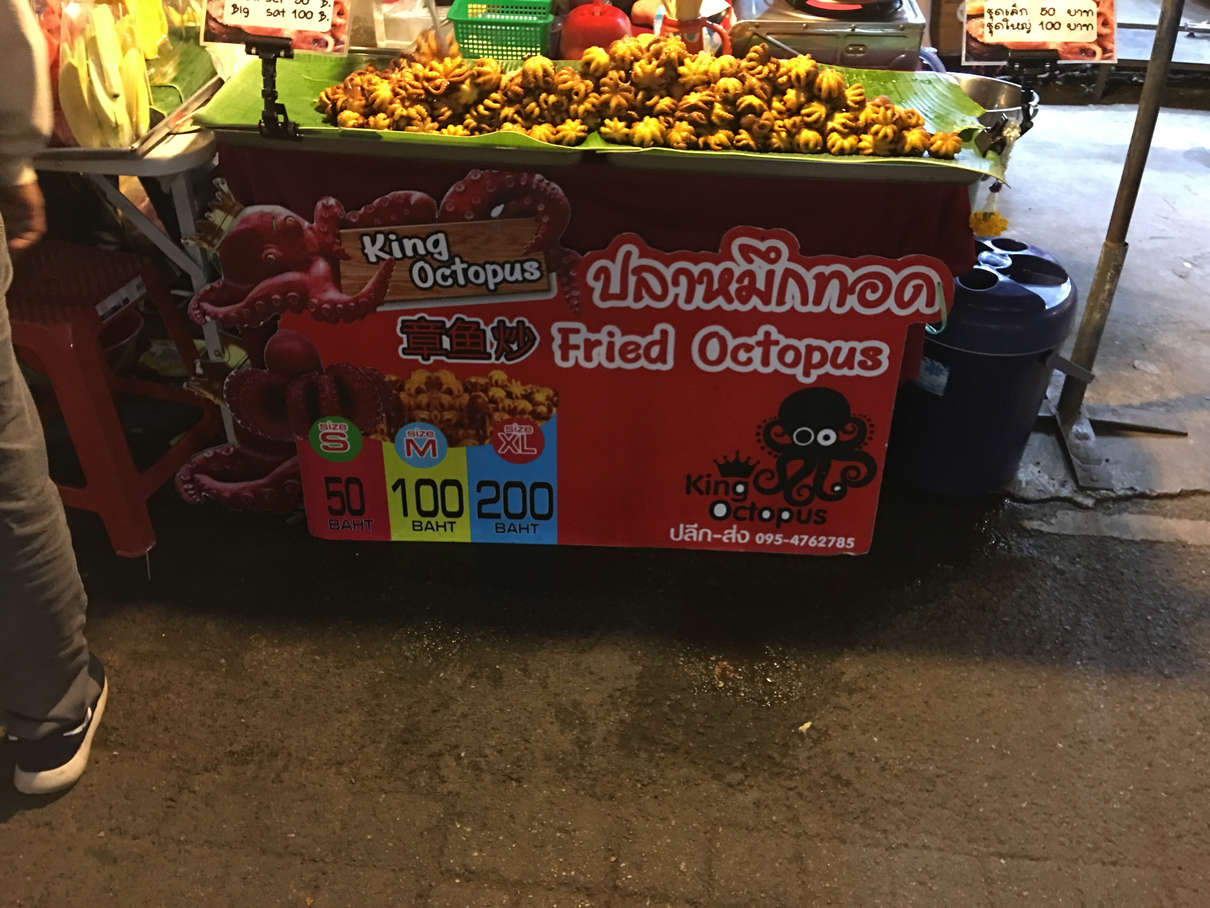 Big sat 100 B.
ชุดเล็ก 50 บาท
ชุดใหญ่ 100 บาท
King
Octopus
ปลาหมึกทอด
章鱼炒 Fried Octopus
size
S
size
M
size
XL
50
BAHT
100
BAHT
200
BAHT
King
Octopus
ปลีก-ส่ง 095-4762785